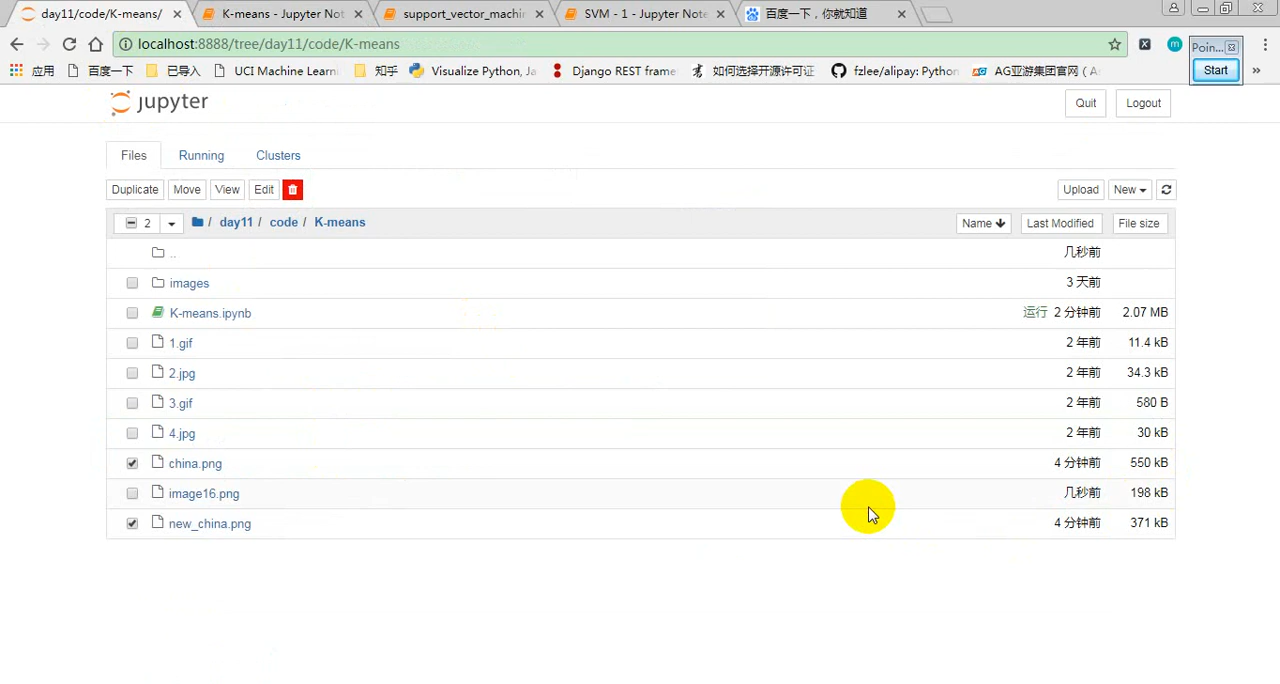 day11/code/K-means/
K-means - Jupyter Not
support_vector_machin
SVM - 1 - Jupyter Note
百度一下，你就知道
localhost:8888/tree/day11/code/K-means
Poin...
应用
百度一下
已导入
UCI Machine Learni
知乎
Visualize Python, Ja
Django REST frame
如何选择开源许可证
fzlee/alipay: Python
AG亚游集团官网（A
Start
»
jupyter
Quit
Logout
Files
Running
Clusters
Duplicate
Move
View
Edit
Upload
New
2
/ day11 / code / K-means
Name
Last Modified
File size
.. 几秒前
images 3 天前
K-means.ipynb 运行 2 分钟前 2.07 MB
1.gif 2 年前 11.4 kB
2.jpg 2 年前 34.3 kB
3.gif 2 年前 580 B
4.jpg 2 年前 30 kB
china.png 4 分钟前 550 kB
image16.png 几秒前 198 kB
new_china.png 4 分钟前 371 kB